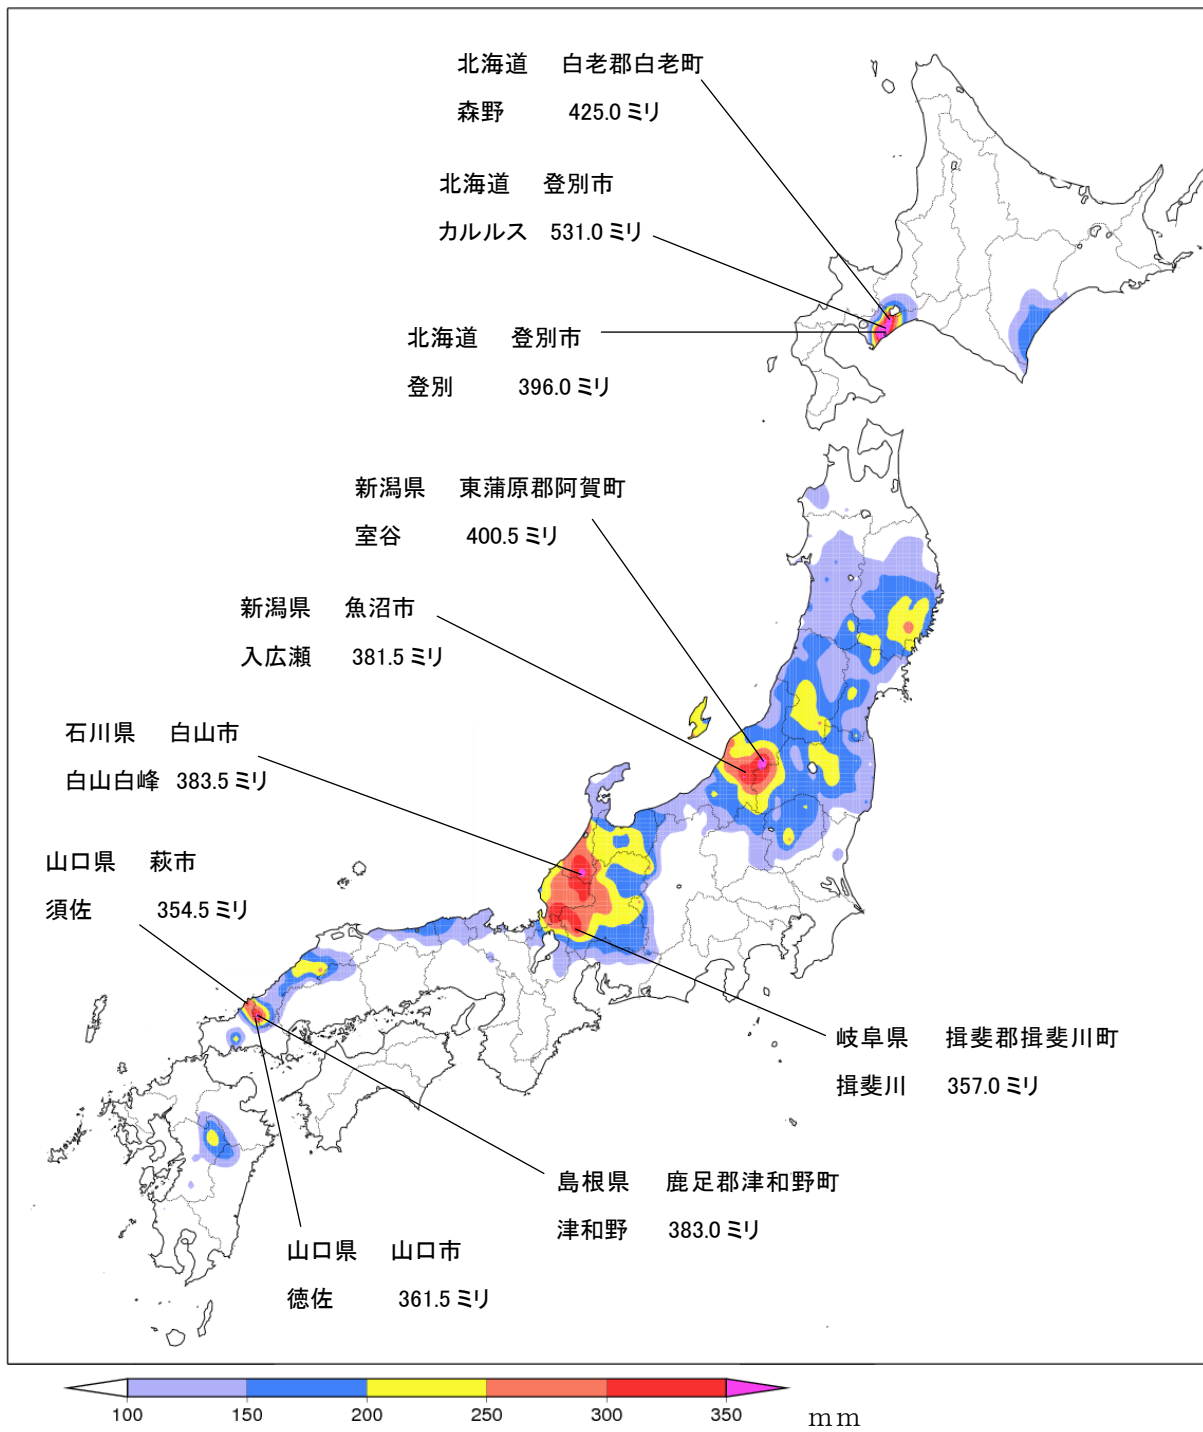 北海道 白老郡白老町
森野 425.0 ミリ
北海道 登別市
カルルス 531.0 ミリ
北海道 登別市
登別 396.0 ミリ
新潟県 東蒲原郡阿賀町
室谷 400.5 ミリ
新潟県 魚沼市
入広瀬 381.5 ミリ
石川県 白山市
白山白峰 383.5 ミリ
山口県 萩市
須佐 354.5 ミリ
岐阜県 揖斐郡揖斐川町
揖斐川 357.0 ミリ
島根県 鹿足郡津和野町
津和野 383.0 ミリ
山口県 山口市
徳佐 361.5 ミリ
100 150 200 250 300 350 mm